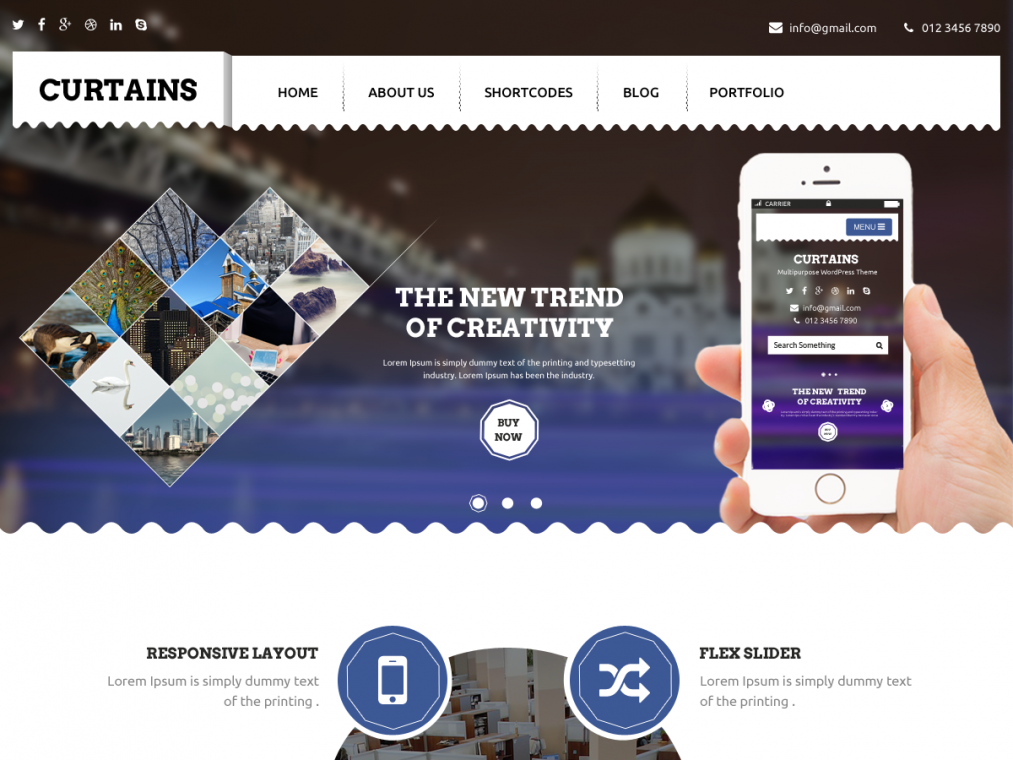 info@gmail.com
012 3456 7890
CURTAINS
HOME
ABOUT US
SHORTCODES
BLOG
PORTFOLIO
THE NEW TREND
OF CREATIVITY
Lorem Ipsum is simply dummy text of the printing and typesetting
industry. Lorem Ipsum has been the industry.
BUY
NOW
CARRIER
MENU
CURTAINS
Multipurpose WordPress Theme
info@gmail.com
012 3456 7890
Search Something
THE NEW TREND
OF CREATIVITY
RESPONSIVE LAYOUT
Lorem Ipsum is simply dummy text
of the printing .
FLEX SLIDER
Lorem Ipsum is simply dummy text
of the printing .